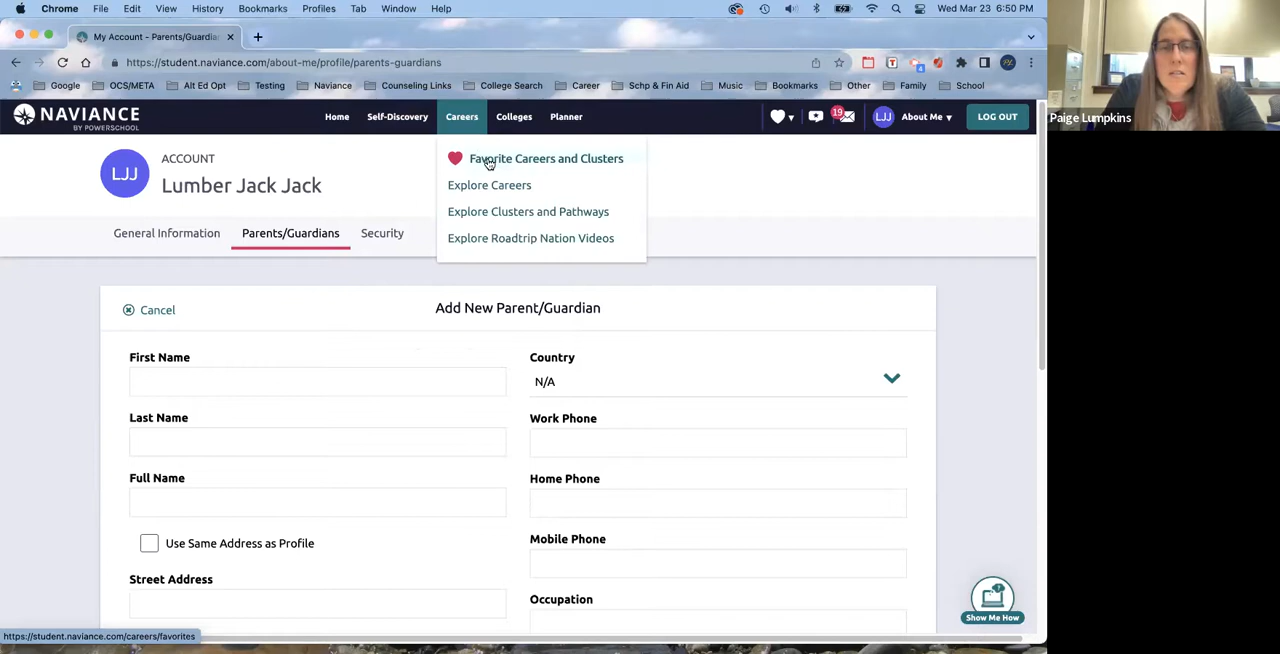 Chrome File Edit View History Bookmarks Profiles Tab Window Help Wed Mar 23 6:50 PM
My Account - Parents/Guardia
https://student.naviance.com/about-me/profile/parents-guardians
Google OCS/META Alt Ed Opt Testing Naviance Counseling Links College Search Career Schp & Fin Aid Music Bookmarks Other Family School
NAVIANCE
BY POWERSCHOOL
Home Self-Discovery Careers Colleges Planner 19 LJJ About Me LOG OUT
Paige Lumpkins
Favorite Careers and Clusters
Explore Careers
Explore Clusters and Pathways
Explore Roadtrip Nation Videos
LJJ
ACCOUNT
Lumber Jack Jack
General Information Parents/Guardians Security
Cancel
Add New Parent/Guardian
First Name
Country
N/A
Last Name
Work Phone
Full Name
Home Phone
Use Same Address as Profile
Mobile Phone
Street Address
Occupation
Show Me How
https://student.naviance.com/careers/favorites